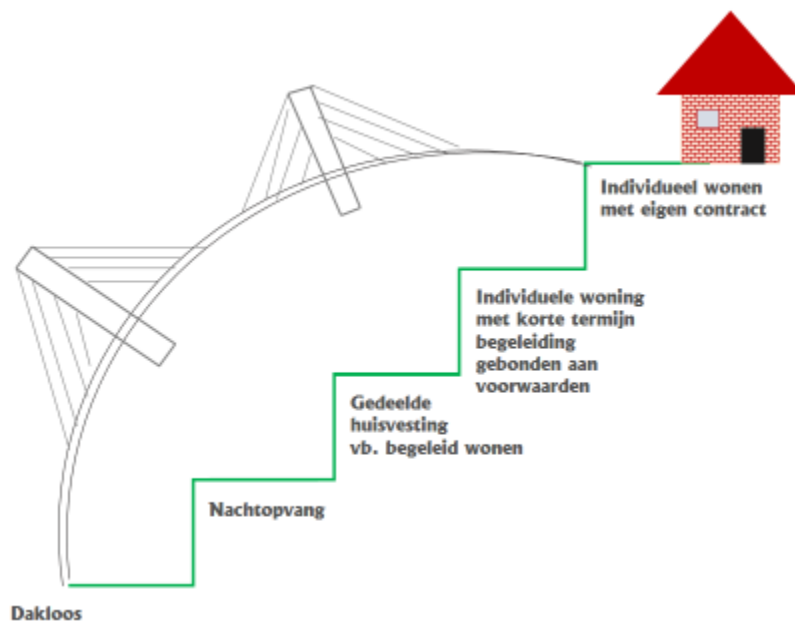 Individueel wonen
met eigen contract
Individuele woning
met korte termijn
begeleiding
gebonden aan
voorwaarden
Gedeelde
huisvesting
vb. begeleid wonen
Nachtopvang
Dakloos